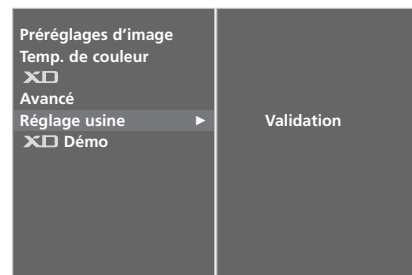 Préréglages d'image
Temp. de couleur
XD
Avancé
Réglage usine ► Validation
XD Démo